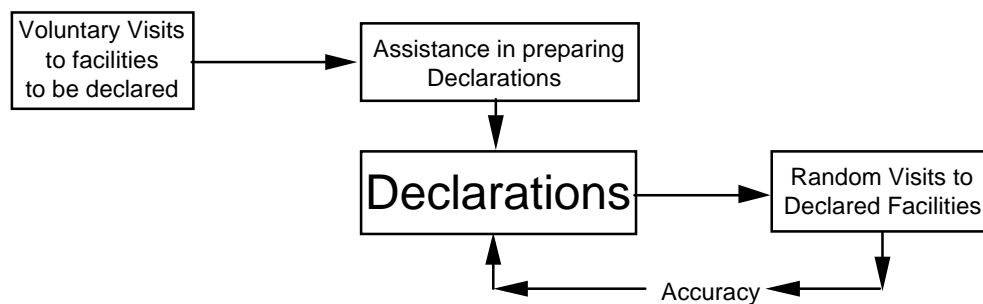 Voluntary Visits
to facilities
to be declared
Assistance in preparing
Declarations
Declarations
Random Visits to
Declared Facilities
Accuracy